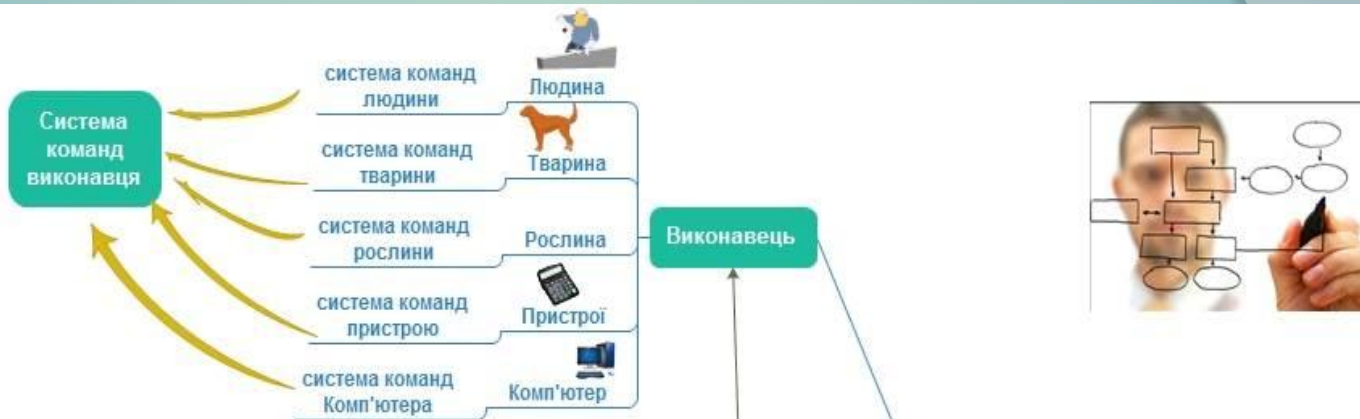 Система
команд
виконавця
система команд
людини
Людина
система команд
тварини
Тварина
система команд
рослини
Рослина
система команд
пристрою
Пристрої
система команд
Комп'ютера
Комп'ютер
Виконавець